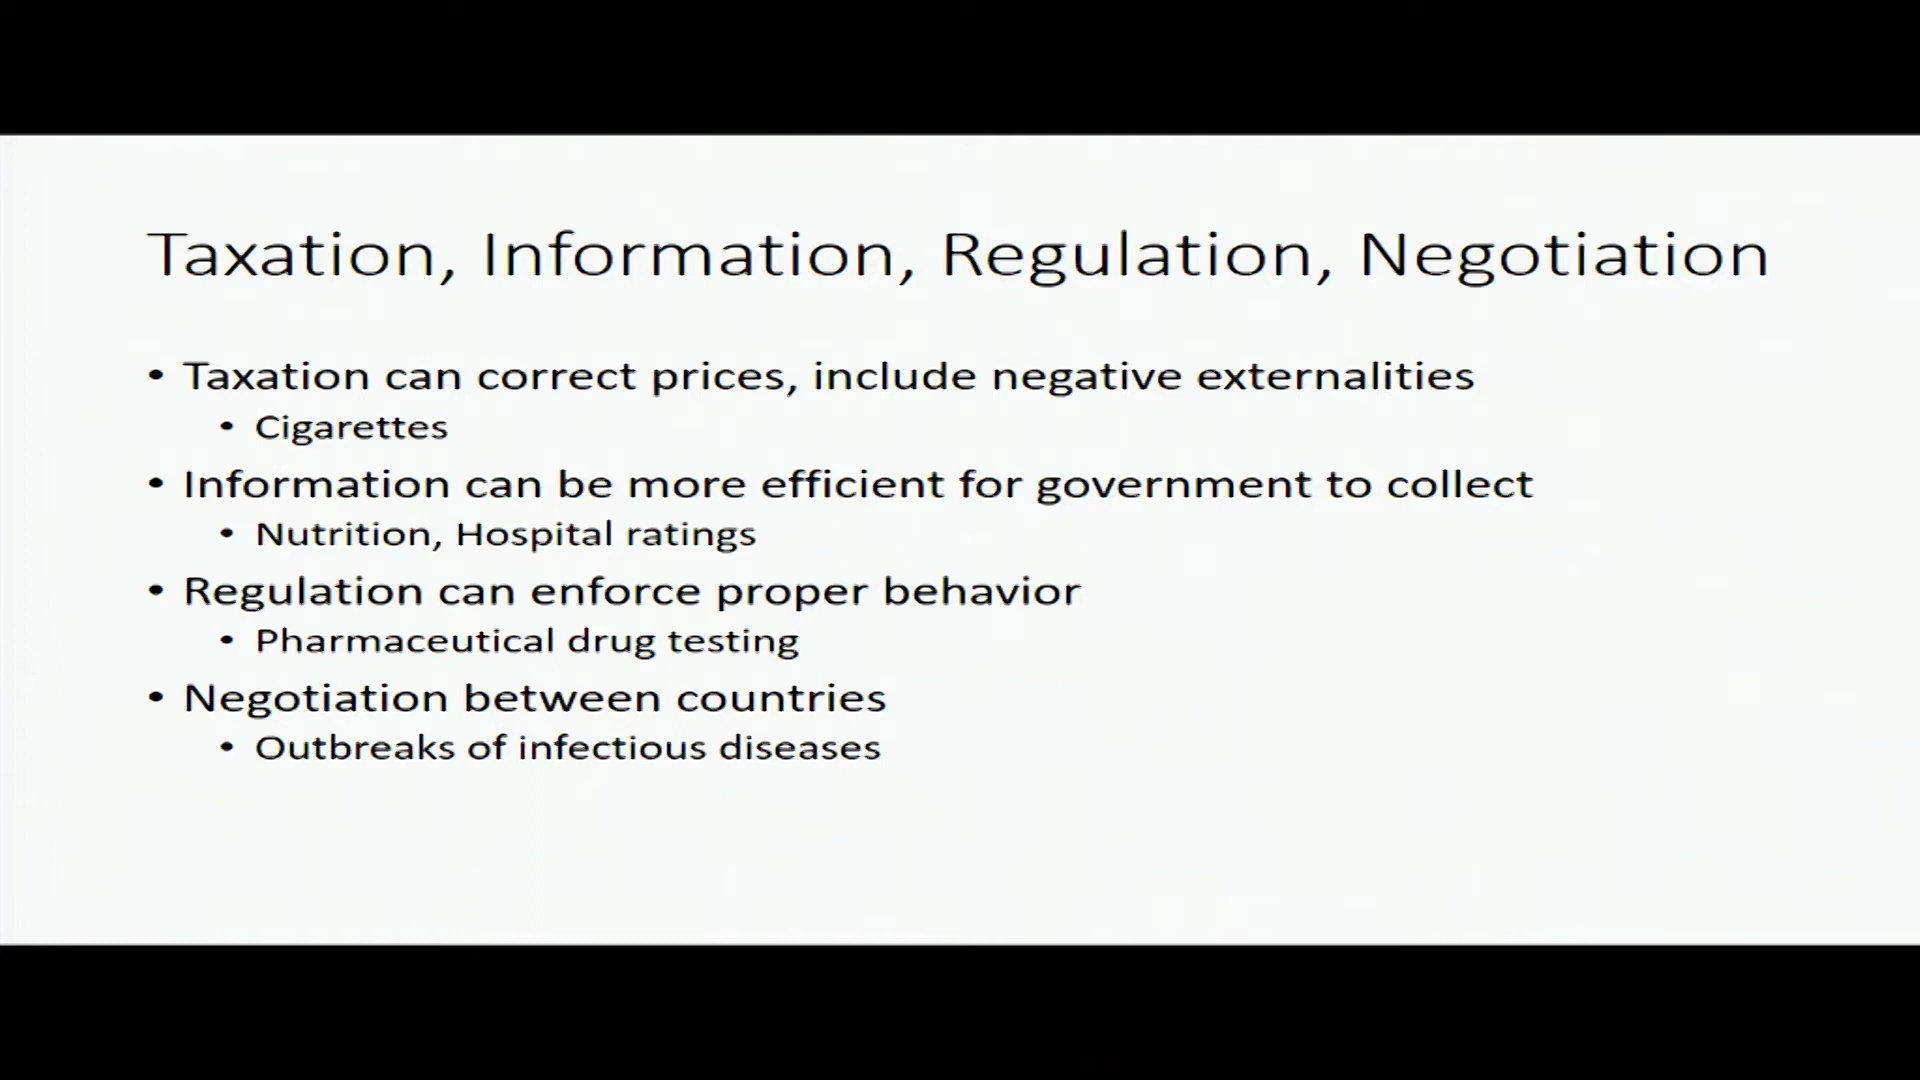 Taxation, Information, Regulation, Negotiation
• Taxation can correct prices, include negative externalities
• Cigarettes
• Information can be more efficient for government to collect
• Nutrition, Hospital ratings
• Regulation can enforce proper behavior
• Pharmaceutical drug testing
• Negotiation between countries
• Outbreaks of infectious diseases